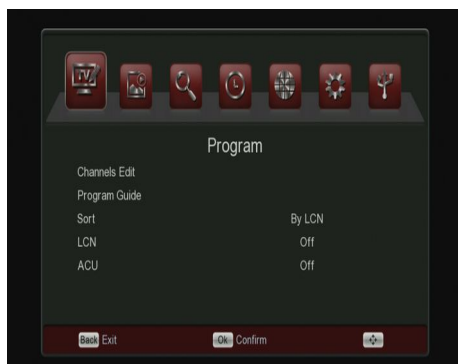 TV
Program
Channels Edit
Program Guide
Sort By LCN
LCN Off
ACU Off
Back Exit Ok Confirm